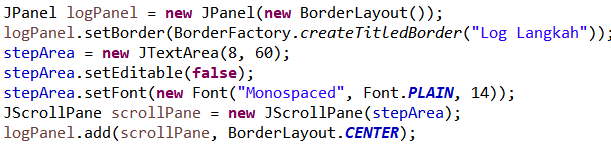 JPanel logPanel = new JPanel(new BorderLayout());
logPanel.setBorder(BorderFactory.createTitledBorder("Log Langkah"));
stepArea = new JTextArea(8, 60);
stepArea.setEditable(false);
stepArea.setFont(new Font("Monospaced", Font.PLAIN, 14));
JScrollPane scrollPane = new JScrollPane(stepArea);
logPanel.add(scrollPane, BorderLayout.CENTER);